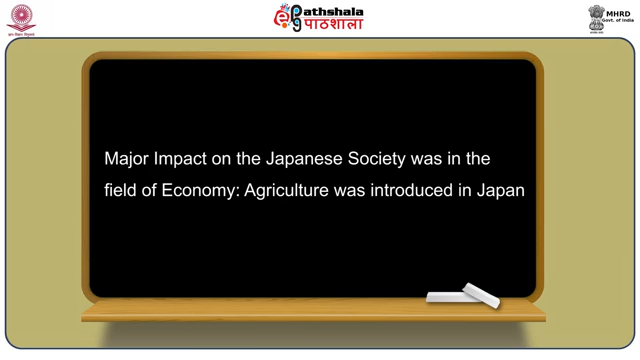 ePathshala
पाठशाला
MHRD
Govt. of India
Major Impact on the Japanese Society was in the
field of Economy: Agriculture was introduced in Japan